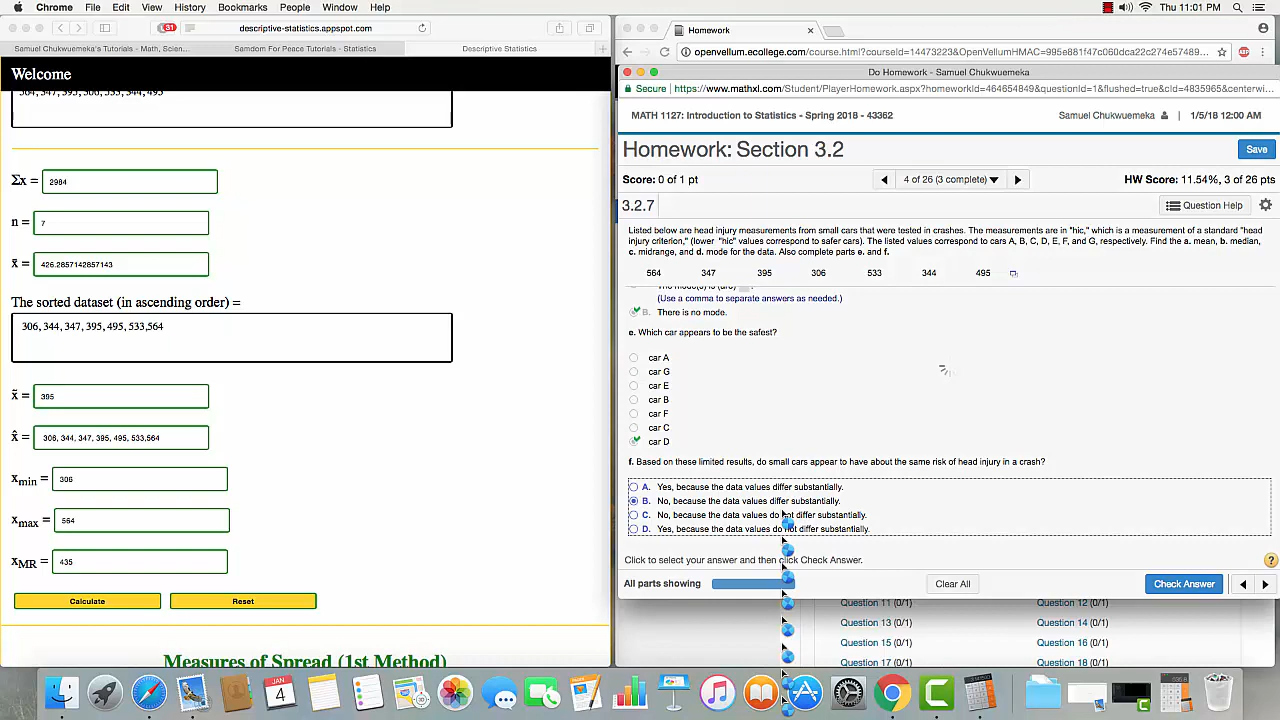 Chrome File Edit View History Bookmarks People Window Help Thu 11:01 PM
31 descriptive-statistics.appspot.com
Samuel Chukwuemeka's Tutorials - Math, Scien... Samdom For Peace Tutorials - Statistics Descriptive Statistics
Welcome
564, 347, 395, 306, 533, 344, 495
Σx = 2984
n = 7
x̄ = 426.2857142857143
The sorted dataset (in ascending order) =
306, 344, 347, 395, 495, 533,564
x̃ = 395
x̂ = 306, 344, 347, 395, 495, 533,564
xmin = 306
xmax = 564
xMR = 435
Calculate Reset
Measures of Spread (1st Method)
Homework
openvellum.ecollege.com/course.html?courseId=14473223&OpenVellumHMAC=995e881f47c060dca22c274e57489...
Do Homework - Samuel Chukwuemeka
Secure https://www.mathxl.com/Student/PlayerHomework.aspx?homeworkId=464654849&questionId=1&flushed=true&cId=4835965&centerwi...
MATH 1127: Introduction to Statistics - Spring 2018 - 43362 Samuel Chukwuemeka | 1/5/18 12:00 AM
Homework: Section 3.2 Save
Score: 0 of 1 pt 4 of 26 (3 complete) HW Score: 11.54%, 3 of 26 pts
3.2.7 Question Help
Listed below are head injury measurements from small cars that were tested in crashes. The measurements are in "hic," which is a measurement of a standard "head
injury criterion," (lower "hic" values correspond to safer cars). The listed values correspond to cars A, B, C, D, E, F, and G, respectively. Find the a. mean, b. median,
c. midrange, and d. mode for the data. Also complete parts e. and f.
564 347 395 306 533 344 495
The mode(s) is (are)
(Use a comma to separate answers as needed.)
B. There is no mode.
e. Which car appears to be the safest?
car A
car G
car E
car B
car F
car C
car D
f. Based on these limited results, do small cars appear to have about the same risk of head injury in a crash?
A. Yes, because the data values differ substantially.
B. No, because the data values differ substantially.
C. No, because the data values do not differ substantially.
D. Yes, because the data values do not differ substantially.
Click to select your answer and then click Check Answer.
?
All parts showing Clear All Check Answer
Question 11 (0/1) Question 12 (0/1)
Question 13 (0/1) Question 14 (0/1)
Question 15 (0/1) Question 16 (0/1)
Question 17 (0/1) Question 18 (0/1)
JAN
4